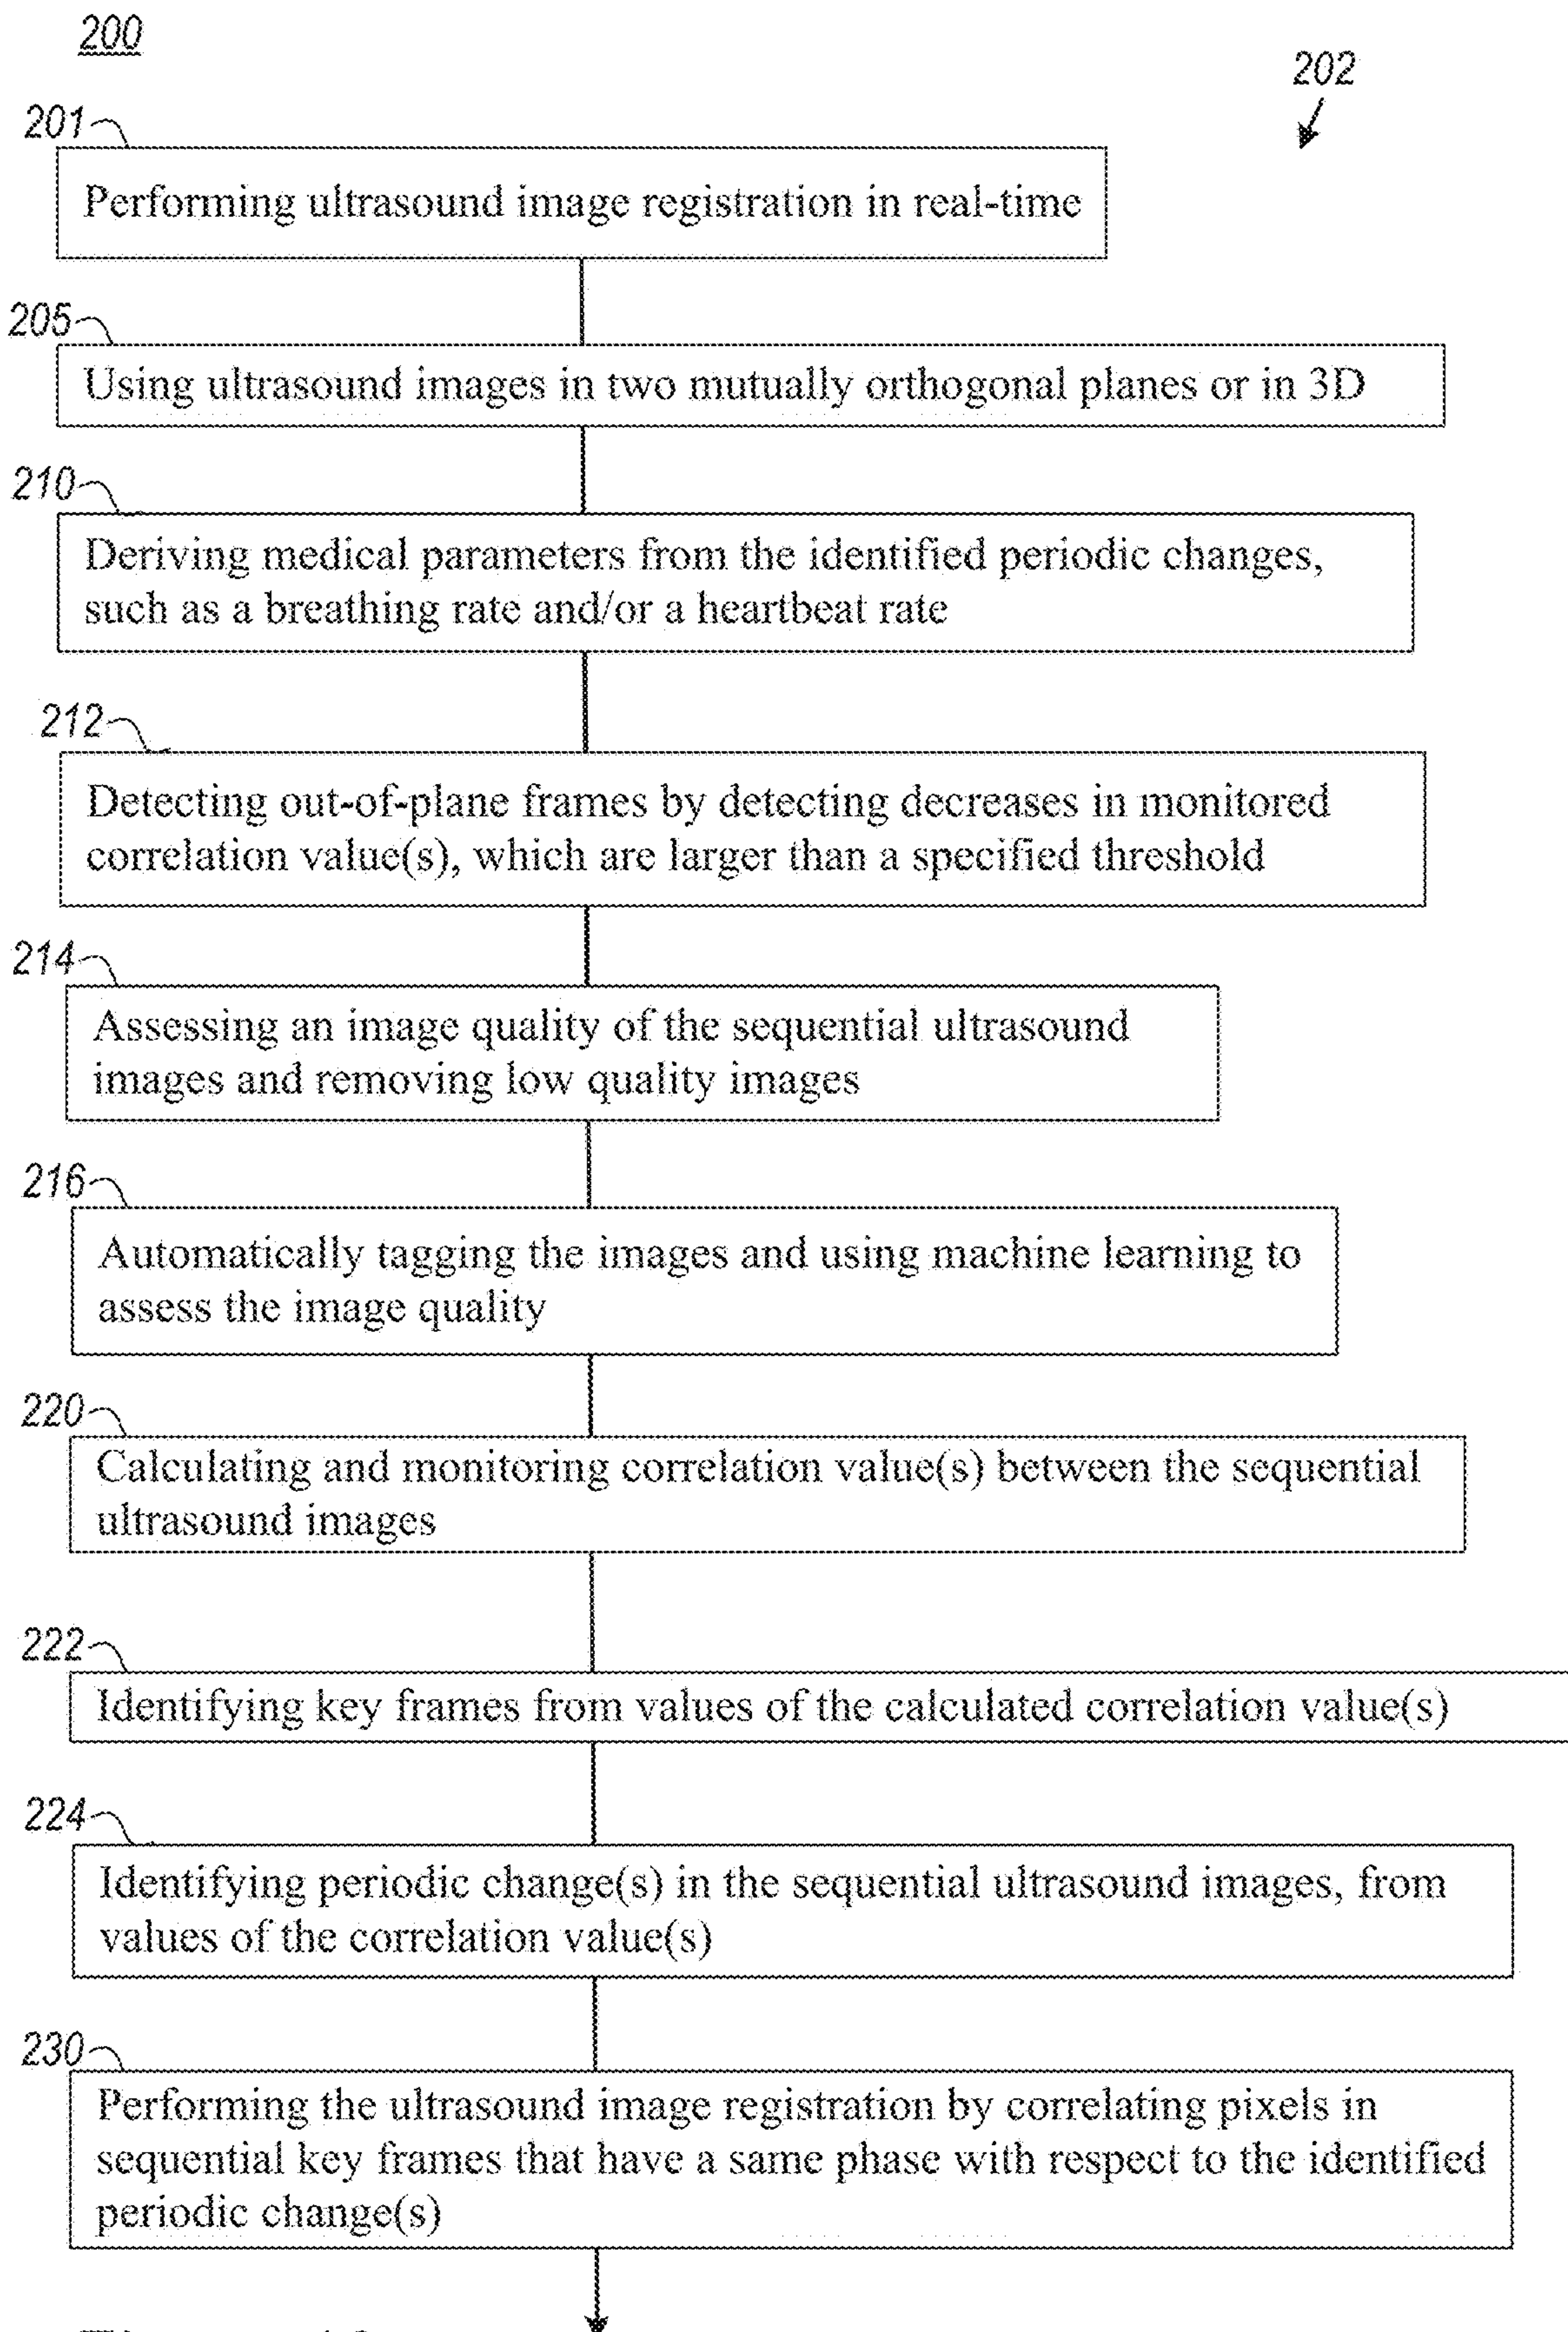 200
202
201
Performing ultrasound image registration in real-time
205
Using ultrasound images in two mutually orthogonal planes or in 3D
210
Deriving medical parameters from the identified periodic changes,
such as a breathing rate and/or a heartbeat rate
212
Detecting out-of-plane frames by detecting decreases in monitored
correlation value(s), which are larger than a specified threshold
214
Assessing an image quality of the sequential ultrasound
images and removing low quality images
216
Automatically tagging the images and using machine learning to
assess the image quality
220
Calculating and monitoring correlation value(s) between the sequential
ultrasound images
222
Identifying key frames from values of the calculated correlation value(s)
224
Identifying periodic change(s) in the sequential ultrasound images, from
values of the correlation value(s)
230
Performing the ultrasound image registration by correlating pixels in
sequential key frames that have a same phase with respect to the identified
periodic change(s)